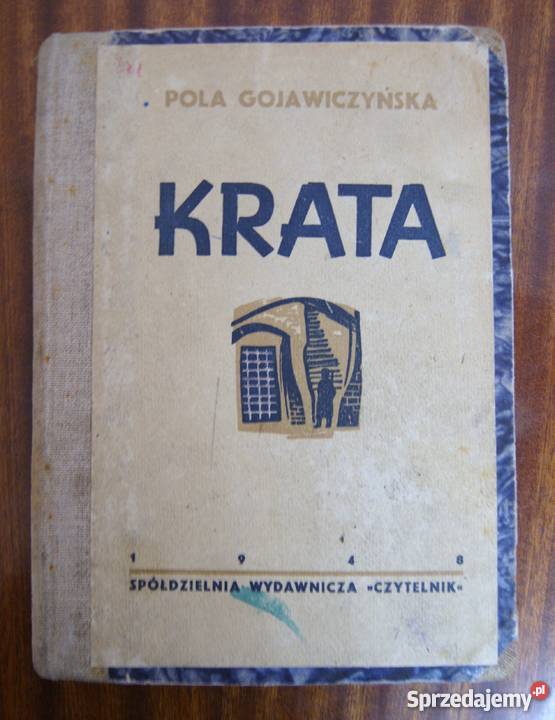 POLA GOJAWICZYŃSKA
KRATA
1 9 4 8
SPÓŁDZIELNIA WYDAWNICZA »CZYTELNIK«
Sprzedajemy.pl